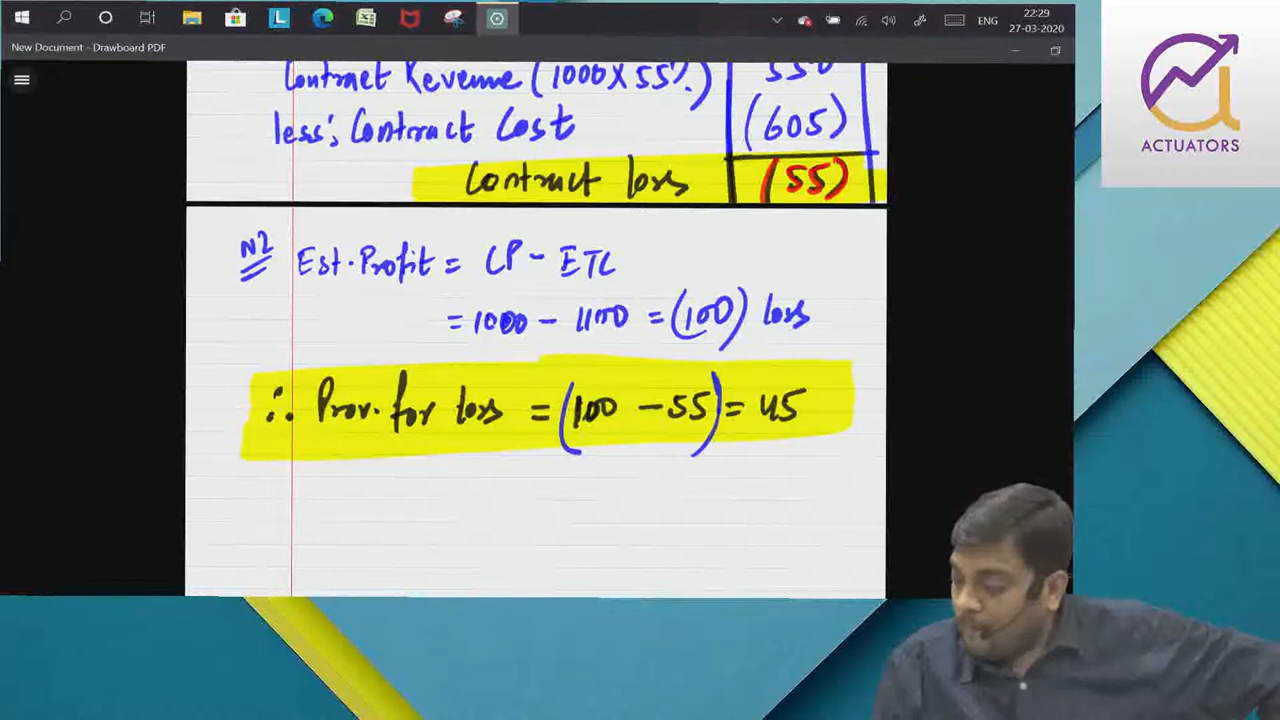 ENG
22:29
27-03-2020
New Document - Drawboard PDF
ACTUATORS
Contract Revenue (1000 X 55%) 550
less; Contract Cost (605)
Contract loss (55)
N2 Est. Profit = CP - ETC
= 1000 - 1100 = (100) loss
∴ Prov. for loss = (100 - 55) = 45